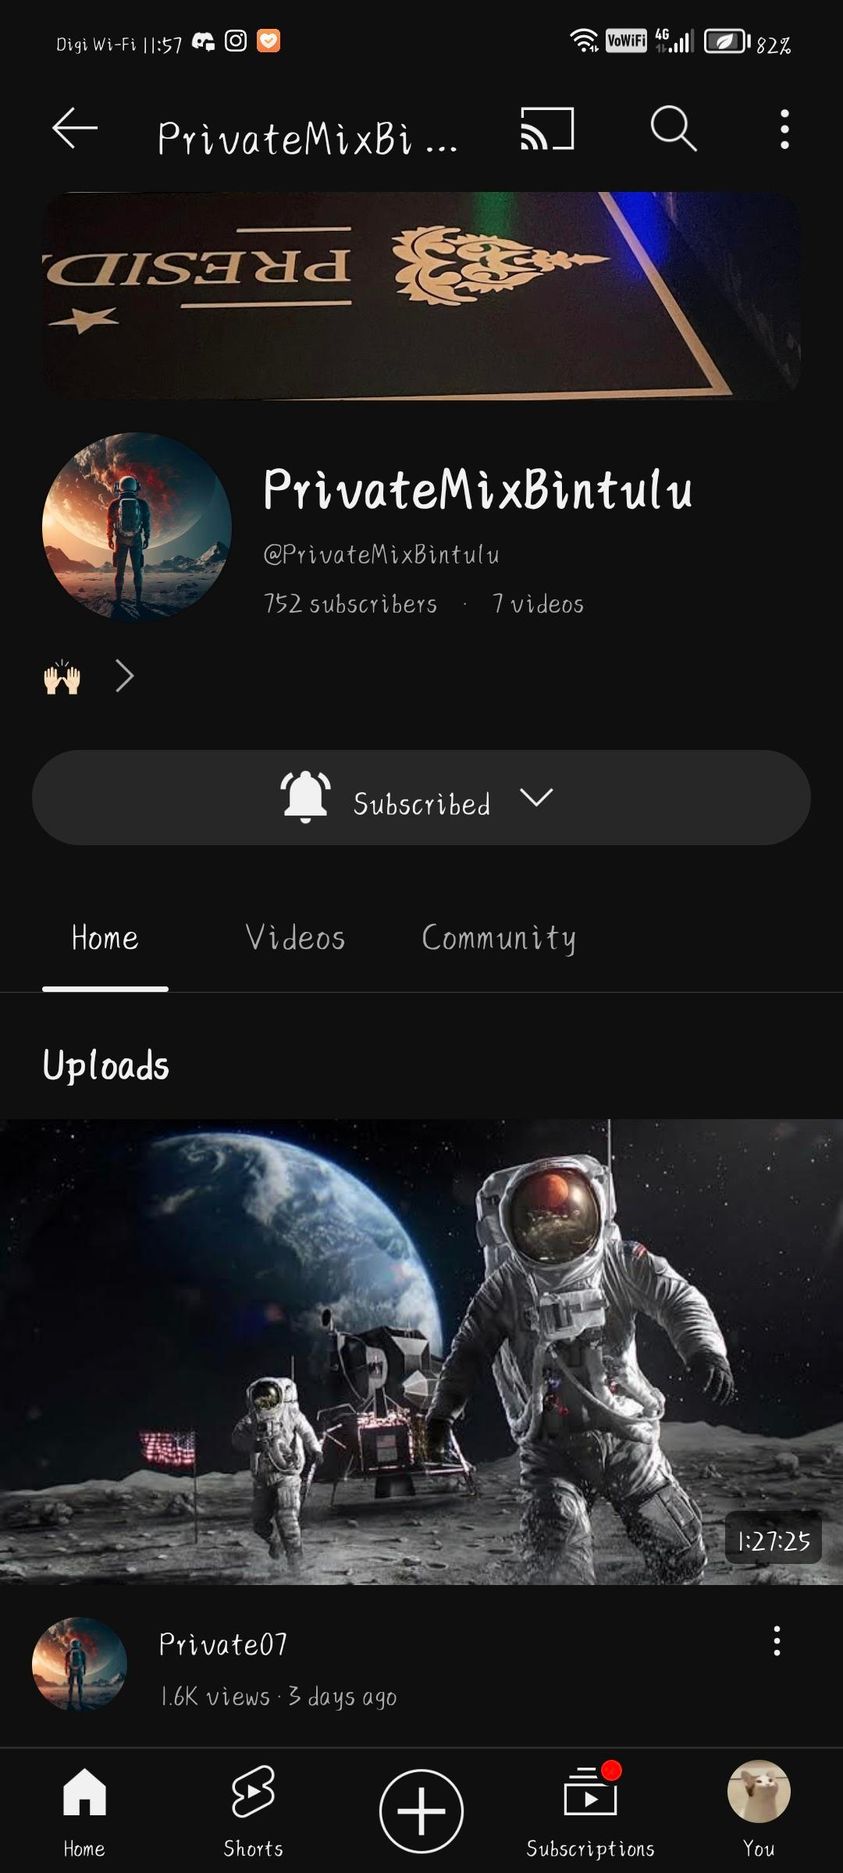 Digi Wi-Fi 11:57
VoWiFi 4G 82%
PrivateMixBi ...
PRESID
PrivateMixBintulu
@PrivateMixBintulu
752 subscribers · 7 videos
Subscribed
Home Videos Community
Uploads
1:27:25
Private07
1.6K views · 3 days ago
Home Shorts Subscriptions You